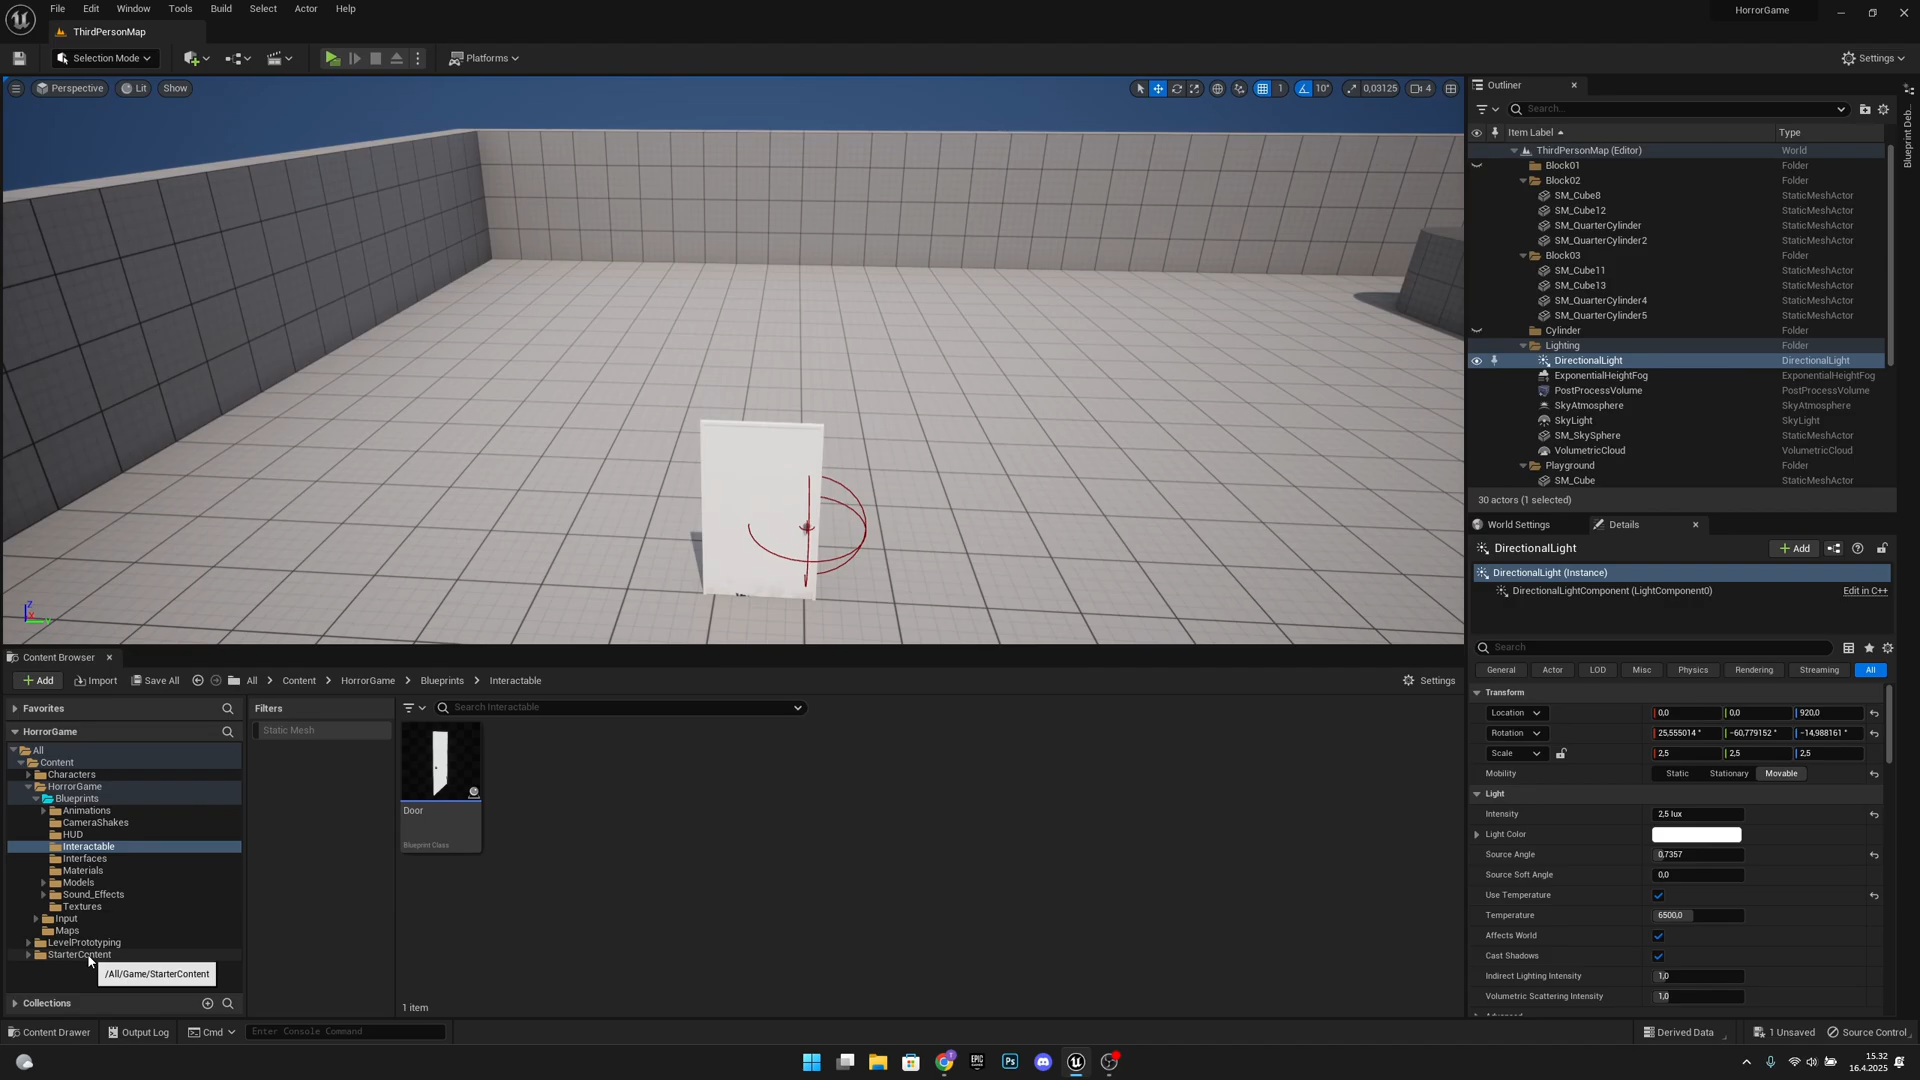 File Edit Window Tools Build Select Actor Help
HorrorGame
ThirdPersonMap
Selection Mode
Platforms
Settings
Perspective Lit Show
1 10° 0,03125 4
Outliner
Search...
Item Label Type
ThirdPersonMap (Editor) World
Block01 Folder
Block02 Folder
SM_Cube8 StaticMeshActor
SM_Cube12 StaticMeshActor
SM_QuarterCylinder StaticMeshActor
SM_QuarterCylinder2 StaticMeshActor
Block03 Folder
SM_Cube11 StaticMeshActor
SM_Cube13 StaticMeshActor
SM_QuarterCylinder4 StaticMeshActor
SM_QuarterCylinder5 StaticMeshActor
Cylinder Folder
Lighting Folder
DirectionalLight DirectionalLight
ExponentialHeightFog ExponentialHeightFog
PostProcessVolume PostProcessVolume
SkyAtmosphere SkyAtmosphere
SkyLight SkyLight
SM_SkySphere StaticMeshActor
VolumetricCloud VolumetricCloud
Playground Folder
SM_Cube StaticMeshActor
30 actors (1 selected)
Blueprint Deb...
World Settings Details
DirectionalLight
Add
DirectionalLight (Instance)
DirectionalLightComponent (LightComponent0) Edit in C++
Search
General Actor LOD Misc Physics Rendering Streaming All
Transform
Location 0,0 0,0 920,0
Rotation 25,555014 ° -60,779152 ° -14,988161 °
Scale 2,5 2,5 2,5
Mobility Static Stationary Movable
Light
Intensity 2,5 lux
Light Color
Source Angle 0,7357
Source Soft Angle 0,0
Use Temperature
Temperature 6500,0
Affects World
Cast Shadows
Indirect Lighting Intensity 1,0
Volumetric Scattering Intensity 1,0
Z
Content Browser
Add Import Save All All Content HorrorGame Blueprints Interactable Settings
Favorites
HorrorGame
All
Content
Characters
HorrorGame
Blueprints
Animations
CameraShakes
HUD
Interactable
Interfaces
Materials
Models
Sound_Effects
Textures
Input
Maps
LevelPrototyping
StarterContent
/All/Game/StarterContent
Collections
Filters
Static Mesh
Search Interactable
Door
Blueprint Class
1 item
Content Drawer Output Log Cmd Enter Console Command
Derived Data 1 Unsaved Source Control
EPIC
Ps
15.32
16.4.2025